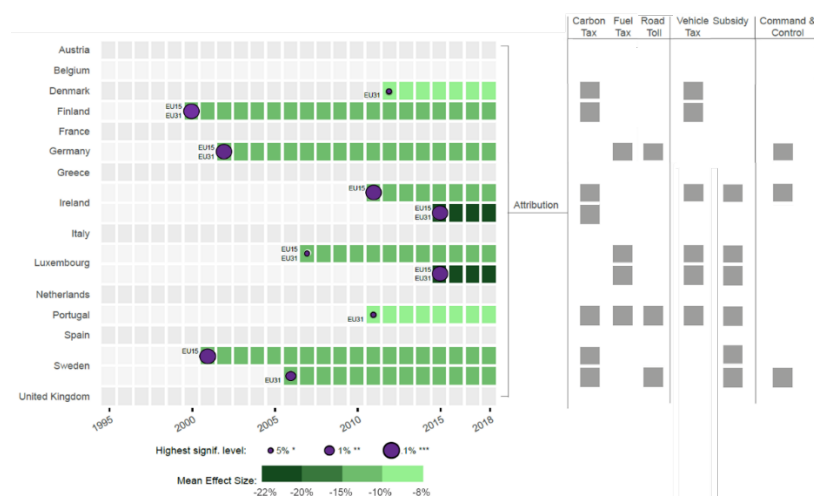 Carbon Tax
Fuel Tax
Road Toll
Vehicle Tax
Subsidy
Command & Control
Austria
Belgium
Denmark
EU31
Finland
EU15
EU31
France
Germany
EU15
EU31
Greece
Ireland
EU15
EU15
EU31
Attribution
Italy
Luxembourg
EU15
EU31
EU15
EU31
Netherlands
Portugal
EU31
Spain
Sweden
EU15
EU31
United Kingdom
1995
2000
2005
2010
2015
2018
Highest signif. level:
5% *
1% **
.1% ***
Mean Effect Size:
-22%
-20%
-15%
-10%
-8%